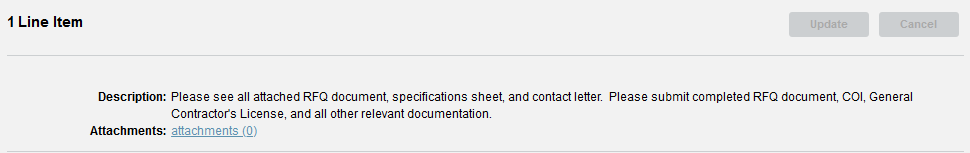 1 Line Item
Update
Cancel
Description: Please see all attached RFQ document, specifications sheet, and contact letter.  Please submit completed RFQ document, COI, General
Contractor's License, and all other relevant documentation.
Attachments: attachments (0)